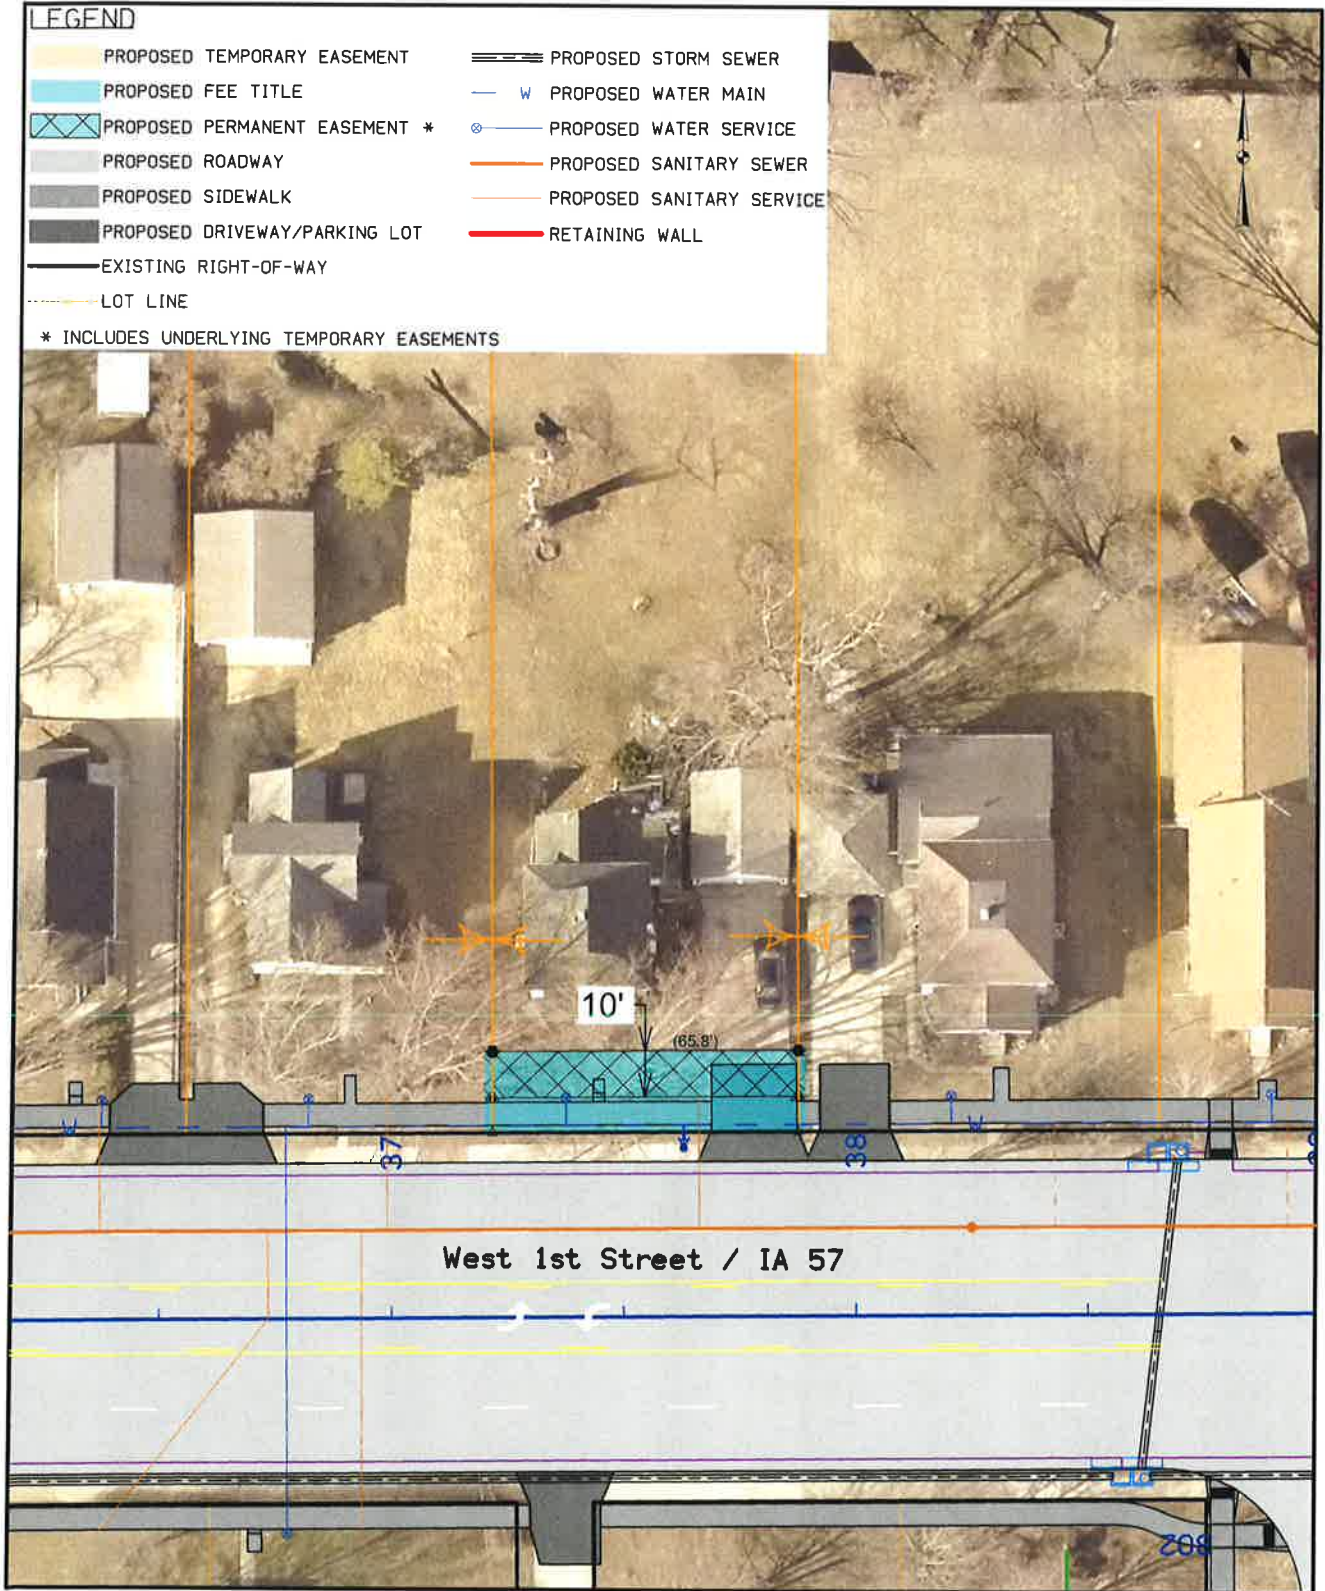 LEGEND
PROPOSED TEMPORARY EASEMENT
PROPOSED FEE TITLE
PROPOSED PERMANENT EASEMENT *
PROPOSED ROADWAY
PROPOSED SIDEWALK
PROPOSED DRIVEWAY/PARKING LOT
EXISTING RIGHT-OF-WAY
LOT LINE
* INCLUDES UNDERLYING TEMPORARY EASEMENTS
PROPOSED STORM SEWER
W PROPOSED WATER MAIN
PROPOSED WATER SERVICE
PROPOSED SANITARY SEWER
PROPOSED SANITARY SERVICE
RETAINING WALL
10'
(65.8')
W
W
37
38
West 1st Street / IA 57
802